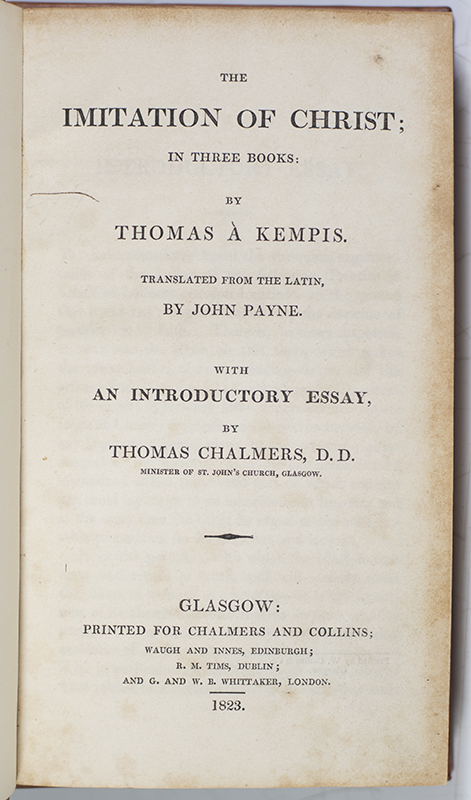 THE
IMITATION OF CHRIST;
IN THREE BOOKS:
BY
THOMAS À KEMPIS.
TRANSLATED FROM THE LATIN,
BY JOHN PAYNE.
WITH
AN INTRODUCTORY ESSAY,
BY
THOMAS CHALMERS, D. D.
MINISTER OF ST. JOHN'S CHURCH, GLASGOW.
GLASGOW:
PRINTED FOR CHALMERS AND COLLINS;
WAUGH AND INNES, EDINBURGH;
R. M. TIMS, DUBLIN;
AND G. AND W. B. WHITTAKER, LONDON.
1823.